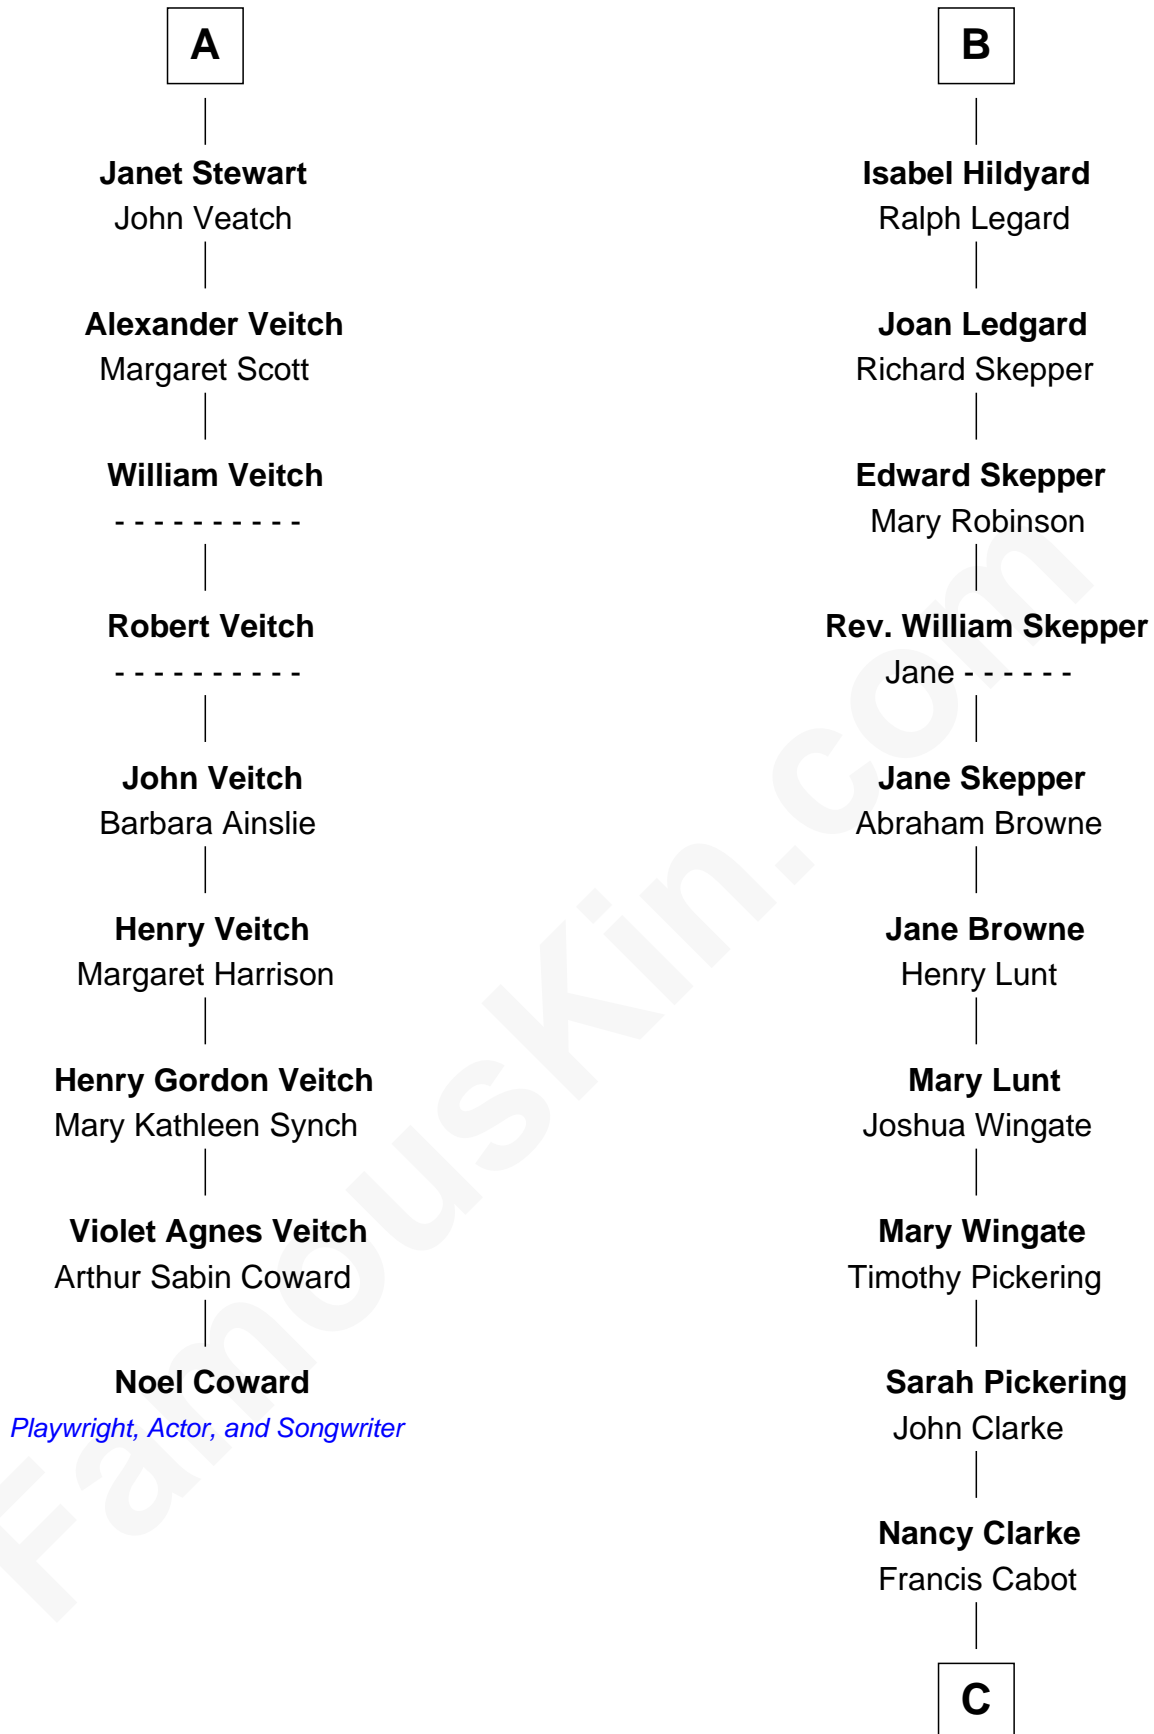 A
Janet Stewart
John Veatch
Alexander Veitch
Margaret Scott
William Veitch
- - - - - - - - - -
Robert Veitch
- - - - - - - - - -
John Veitch
Barbara Ainslie
Henry Veitch
Margaret Harrison
Henry Gordon Veitch
Mary Kathleen Synch
Violet Agnes Veitch
Arthur Sabin Coward
Noel Coward
Playwright, Actor, and Songwriter
B
Isabel Hildyard
Ralph Legard
Joan Ledgard
Richard Skepper
Edward Skepper
Mary Robinson
Rev. William Skepper
Jane - - - - - -
Jane Skepper
Abraham Browne
Jane Browne
Henry Lunt
Mary Lunt
Joshua Wingate
Mary Wingate
Timothy Pickering
Sarah Pickering
John Clarke
Nancy Clarke
Francis Cabot
C
FamousKin.com